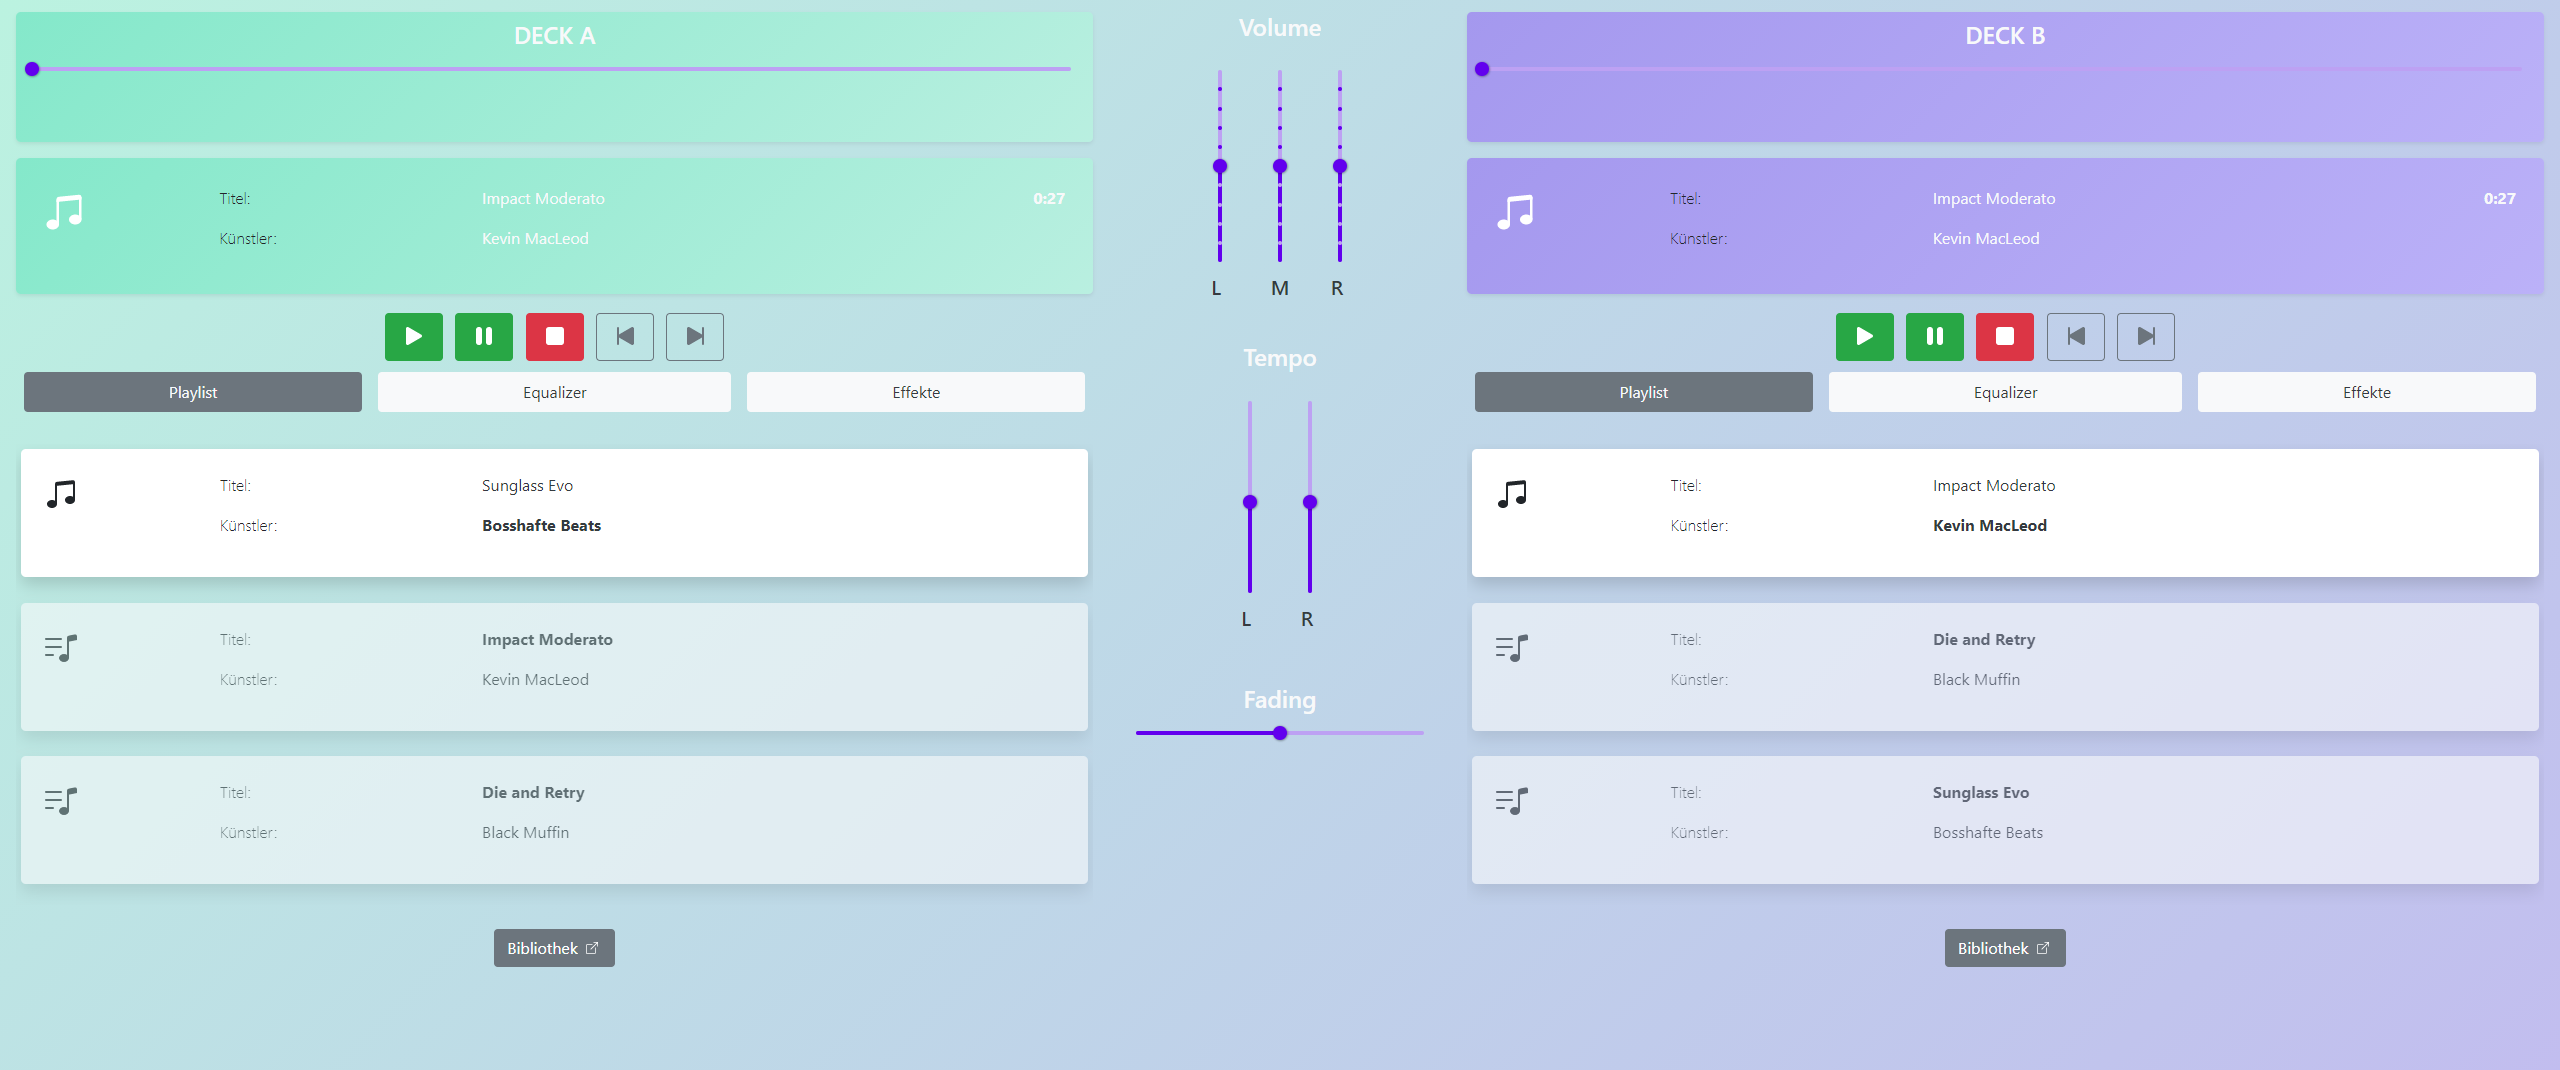 DECK A
Titel: Impact Moderato 0:27
Künstler: Kevin MacLeod
Playlist Equalizer Effekte
Titel: Sunglass Evo
Künstler: Bosshafte Beats
Titel: Impact Moderato
Künstler: Kevin MacLeod
Titel: Die and Retry
Künstler: Black Muffin
Bibliothek
Volume
L M R
Tempo
L R
Fading
DECK B
Titel: Impact Moderato 0:27
Künstler: Kevin MacLeod
Playlist Equalizer Effekte
Titel: Impact Moderato
Künstler: Kevin MacLeod
Titel: Die and Retry
Künstler: Black Muffin
Titel: Sunglass Evo
Künstler: Bosshafte Beats
Bibliothek